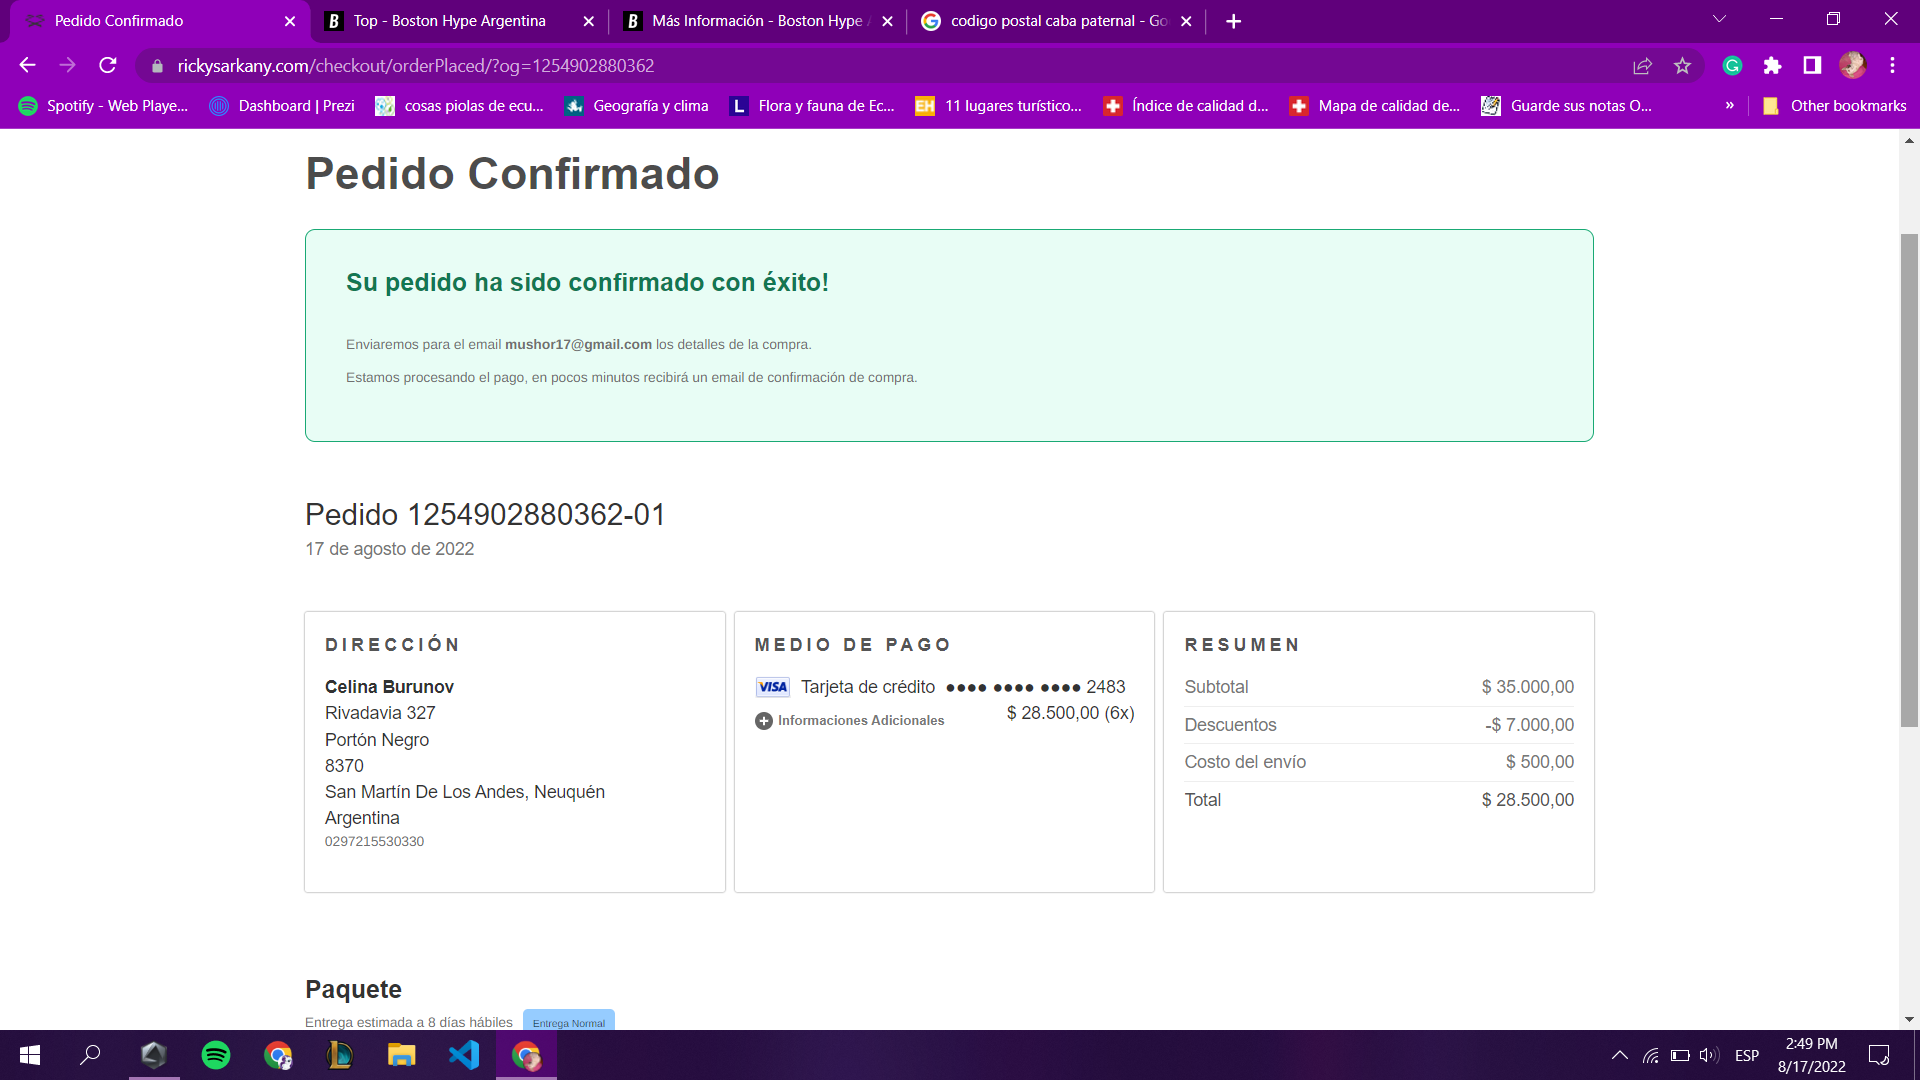 Pedido Confirmado
Top - Boston Hype Argentina
Más Información - Boston Hype A
codigo postal caba paternal - Go
rickysarkany.com/checkout/orderPlaced/?og=1254902880362
Spotify - Web Playe...
Dashboard | Prezi
cosas piolas de ecu...
Geografía y clima
Flora y fauna de Ec...
11 lugares turístico...
Índice de calidad d...
Mapa de calidad de...
Guarde sus notas O...
»
Other bookmarks
Pedido Confirmado
Su pedido ha sido confirmado con éxito!
Enviaremos para el email mushor17@gmail.com los detalles de la compra.
Estamos procesando el pago, en pocos minutos recibirá un email de confirmación de compra.
Pedido 1254902880362-01
17 de agosto de 2022
DIRECCIÓN
Celina Burunov
Rivadavia 327
Portón Negro
8370
San Martín De Los Andes, Neuquén
Argentina
0297215530330
MEDIO DE PAGO
VISA Tarjeta de crédito •••• •••• •••• 2483
Informaciones Adicionales $ 28.500,00 (6x)
RESUMEN
Subtotal $ 35.000,00
Descuentos -$ 7.000,00
Costo del envío $ 500,00
Total $ 28.500,00
Paquete
Entrega estimada a 8 días hábiles Entrega Normal
ESP
2:49 PM
8/17/2022